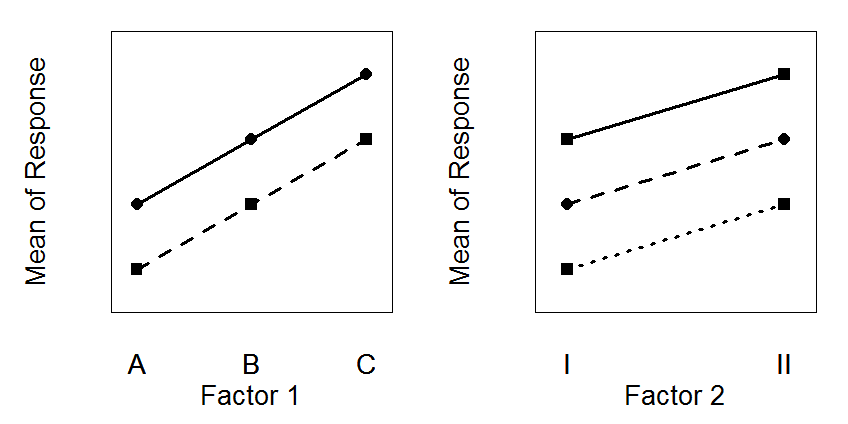 Mean of Response
A B C
Factor 1
Mean of Response
I II
Factor 2